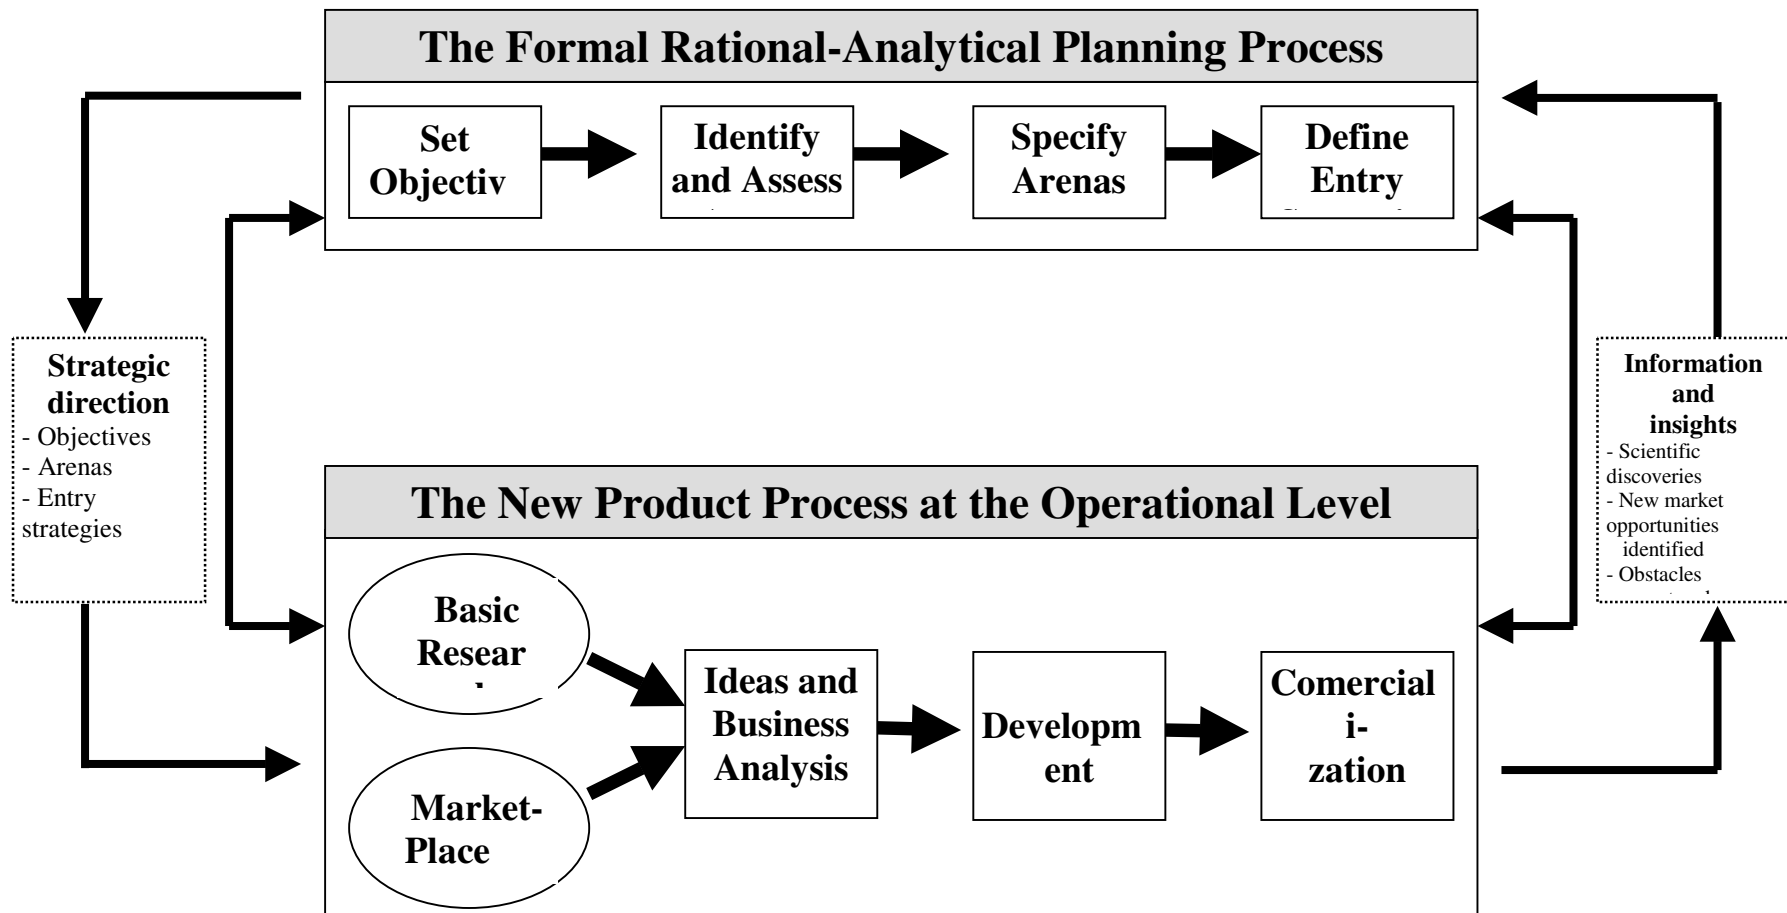 The Formal Rational-Analytical Planning Process
Set
Objectiv
Identify
and Assess
Specify
Arenas
Define
Entry
Strategic
direction
- Objectives
- Arenas
- Entry
strategies
Information
and
insights
- Scientific
discoveries
- New market
opportunities
identified
- Obstacles
The New Product Process at the Operational Level
Basic
Resear
Market-
Place
Ideas and
Business
Analysis
Developm
ent
Comercial
i-
zation